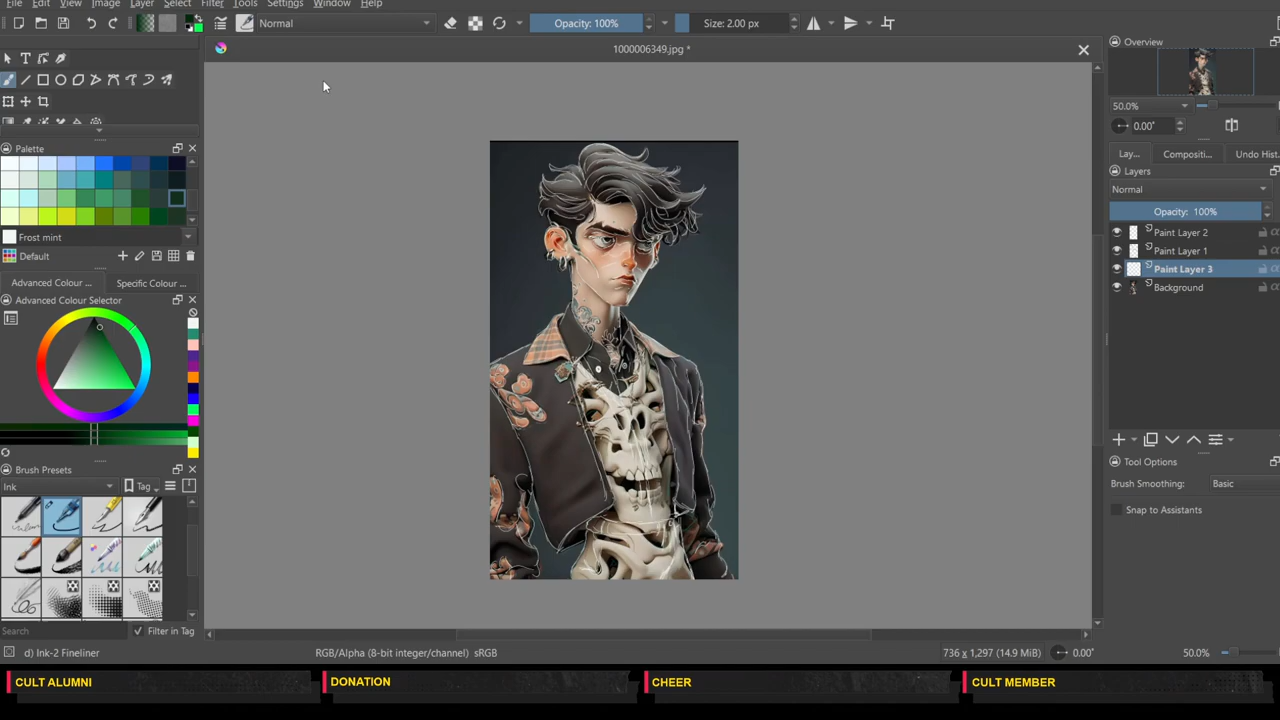 File Edit View Image Layer Select Filter Tools Settings Window Help
Normal
Opacity: 100%
Size: 2.00 px
1000006349.jpg *
Overview
50.0%
0.00°
Palette
Frost mint
Default
Advanced Colour ...
Specific Colour ...
Advanced Colour Selector
Brush Presets
Ink
Tag
Search
Filter in Tag
Lay...
Compositi...
Undo Hist.
Layers
Normal
Opacity: 100%
Paint Layer 2
Paint Layer 1
Paint Layer 3
Background
Tool Options
Brush Smoothing:
Basic
Snap to Assistants
d) Ink-2 Fineliner
RGB/Alpha (8-bit integer/channel) sRGB
736 x 1,297 (14.9 MiB)
0.00°
50.0%
CULT ALUMNI
DONATION
CHEER
CULT MEMBER